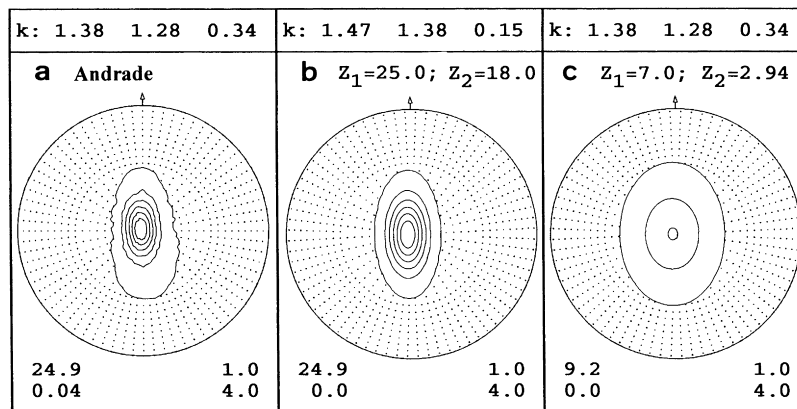 k: 1.38 1.28 0.34
k: 1.47 1.38 0.15
k: 1.38 1.28 0.34
a Andrade
b Z1=25.0; Z2=18.0
c Z1=7.0; Z2=2.94
24.9 1.0
0.04 4.0
24.9 1.0
0.0 4.0
9.2 1.0
0.0 4.0